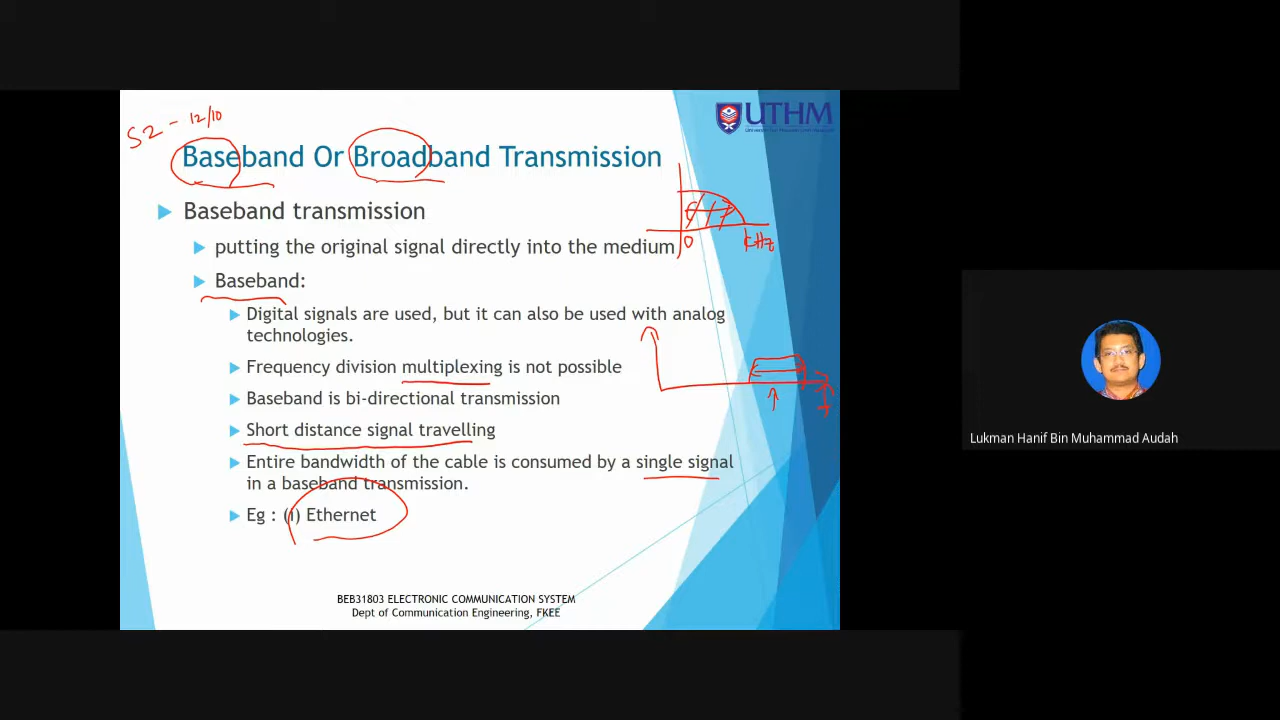 S2 - 12/10
UTHM
Baseband Or Broadband Transmission
Baseband transmission
putting the original signal directly into the medium
0 kHz
Baseband:
Digital signals are used, but it can also be used with analog
technologies.
Frequency division multiplexing is not possible
Baseband is bi-directional transmission
Short distance signal travelling
Entire bandwidth of the cable is consumed by a single signal
in a baseband transmission.
Eg : (i) Ethernet
BEB31803 ELECTRONIC COMMUNICATION SYSTEM
Dept of Communication Engineering, FKEE
Lukman Hanif Bin Muhammad Audah